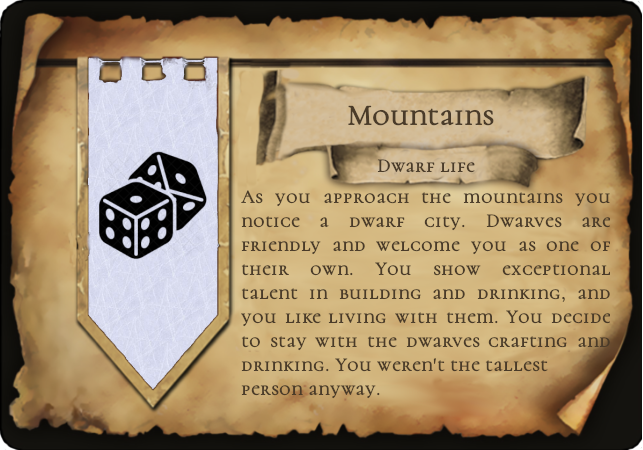 Mountains
Dwarf life
As you approach the mountains you
notice a dwarf city. Dwarves are
friendly and welcome you as one of
their own. You show exceptional
talent in building and drinking, and
you like living with them. You decide
to stay with the dwarves crafting and
drinking. You weren't the tallest
person anyway.